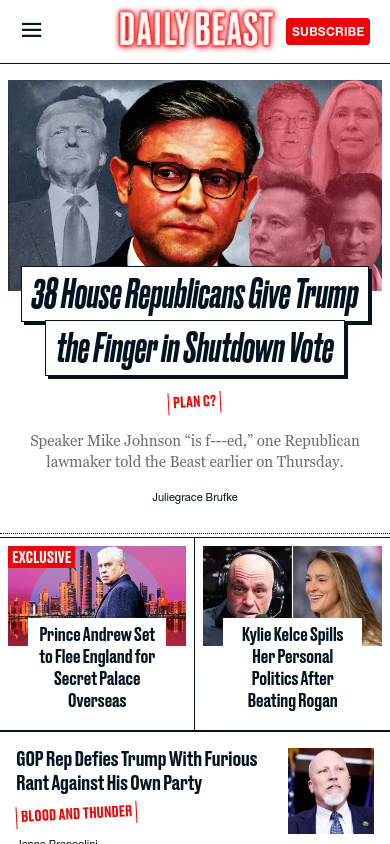 DAILY BEAST
SUBSCRIBE
38 House Republicans Give Trump
the Finger in Shutdown Vote
PLAN C?
Speaker Mike Johnson “is f---ed,” one Republican
lawmaker told the Beast earlier on Thursday.
Juliegrace Brufke
EXCLUSIVE
Prince Andrew Set
to Flee England for
Secret Palace
Overseas
Kylie Kelce Spills
Her Personal
Politics After
Beating Rogan
GOP Rep Defies Trump With Furious
Rant Against His Own Party
BLOOD AND THUNDER